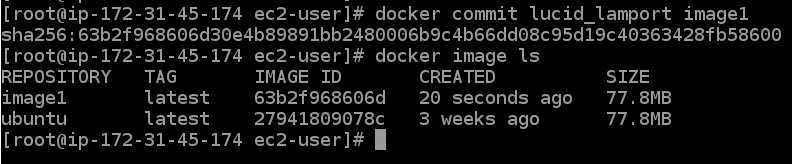 [root@ip-172-31-45-174 ec2-user]# docker commit lucid_lamport image1
sha256:63b2f968606d30e4b89891bb2480006b9c4b66dd08c95d19c40363428fb58600
[root@ip-172-31-45-174 ec2-user]# docker image ls
REPOSITORY   TAG       IMAGE ID       CREATED          SIZE
image1       latest    63b2f968606d   20 seconds ago   77.8MB
ubuntu       latest    27941809078c   3 weeks ago      77.8MB
[root@ip-172-31-45-174 ec2-user]#